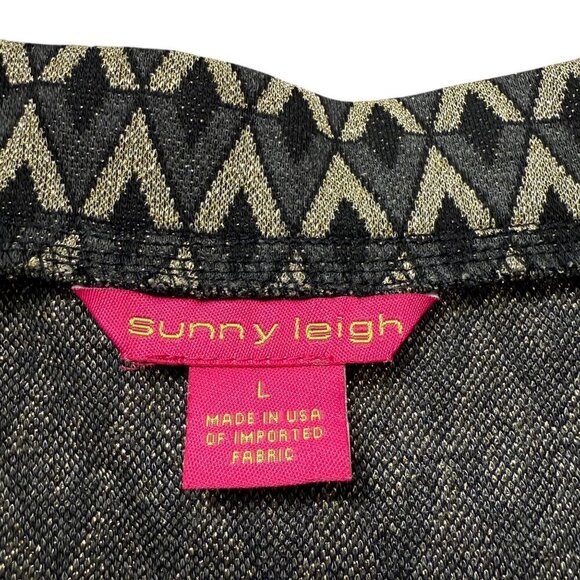 sunny leigh
L
MADE IN USA
OF IMPORTED
FABRIC